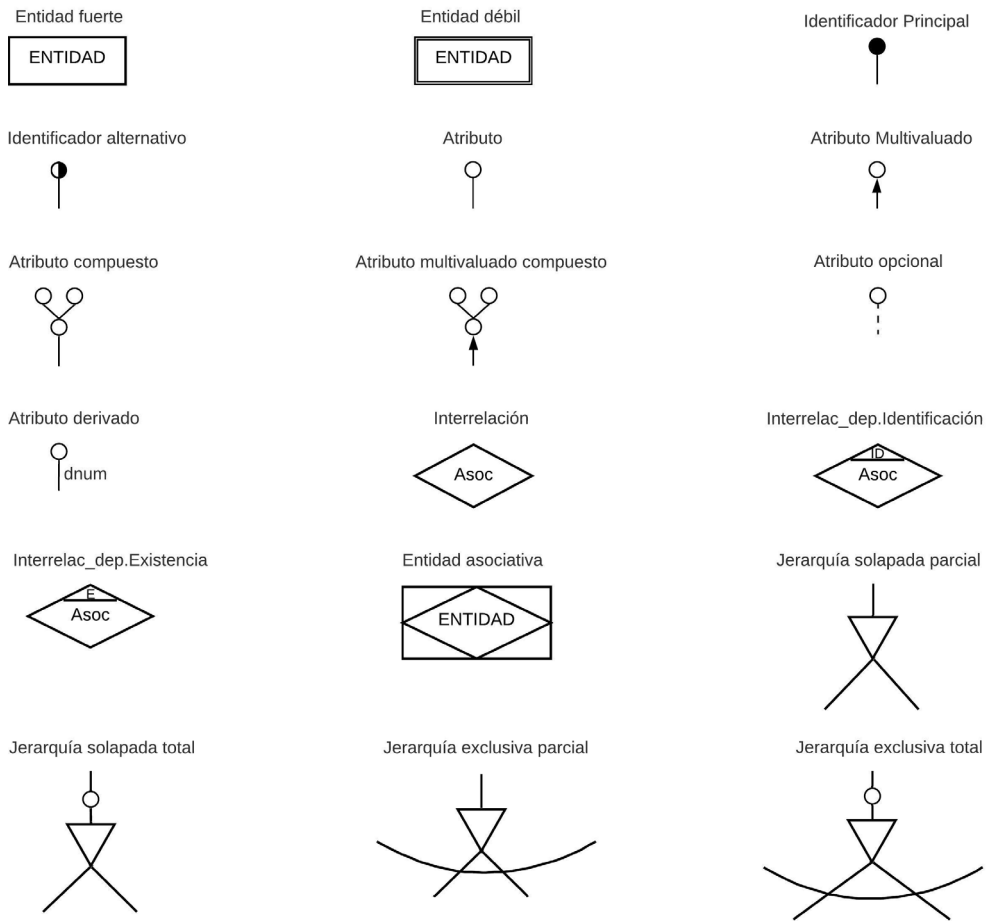 Entidad fuerte
ENTIDAD
Entidad débil
ENTIDAD
Identificador Principal
Identificador alternativo
Atributo
Atributo Multivaluado
Atributo compuesto
Atributo multivaluado compuesto
Atributo opcional
Atributo derivado
dnum
Interrelación
Asoc
Interrelac_dep.Identificación
ID
Asoc
Interrelac_dep.Existencia
E
Asoc
Entidad asociativa
ENTIDAD
Jerarquía solapada parcial
Jerarquía solapada total
Jerarquía exclusiva parcial
Jerarquía exclusiva total